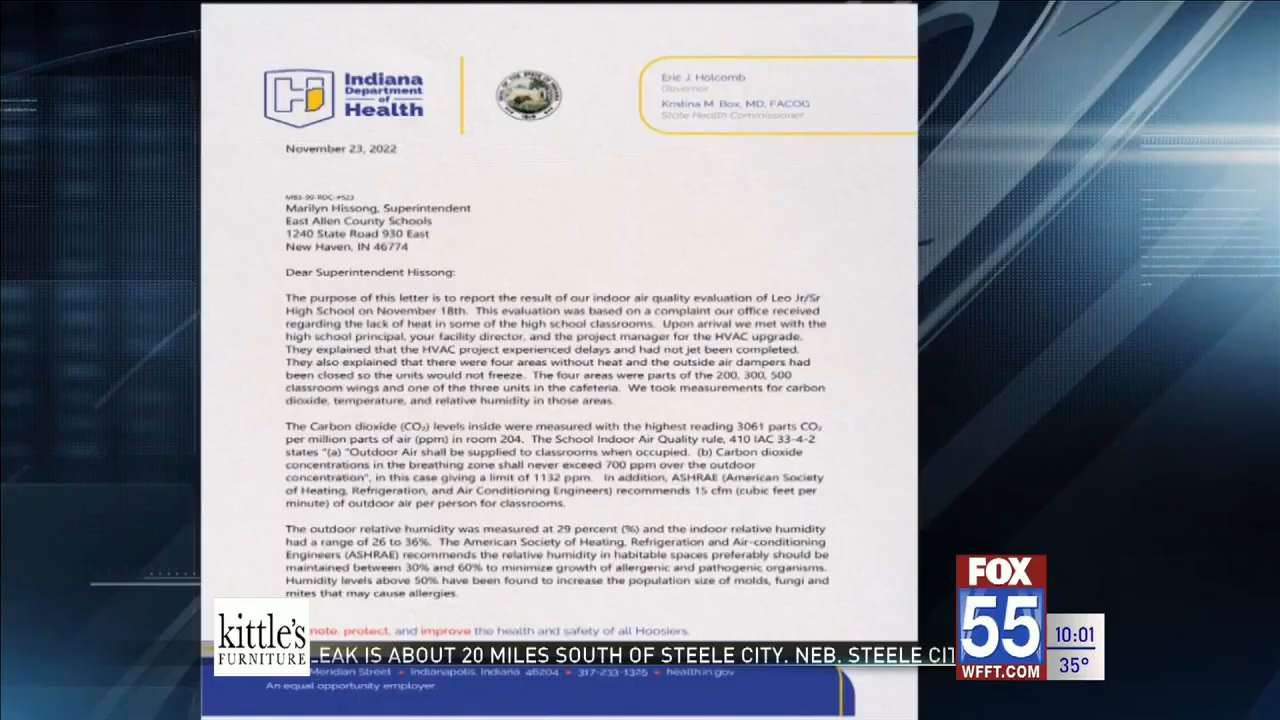 Indiana
Department
of
Health
Eric J. Holcomb
Governor
Kristina M. Box, MD, FACOG
State Health Commissioner
November 23, 2022
Marilyn Hissong, Superintendent
East Allen County Schools
1240 State Road 930 East
New Haven, IN 46774
Dear Superintendent Hissong:
The purpose of this letter is to report the result of our indoor air quality evaluation of Leo Jr/Sr
High School on November 18th. This evaluation was based on a complaint our office received
regarding the lack of heat in some of the high school classrooms. Upon arrival we met with the
high school principal, your facility director, and the project manager for the HVAC upgrade.
They explained that the HVAC project experienced delays and had not jet been completed.
They also explained that there were four areas without heat and the outside air dampers had
been closed so the units would not freeze. The four areas were parts of the 200, 300, 500
classroom wings and one of the three units in the cafeteria. We took measurements for carbon
dioxide, temperature, and relative humidity in those areas.
The Carbon dioxide (CO₂) levels inside were measured with the highest reading 3061 parts CO₂
per million parts of air (ppm) in room 204. The School Indoor Air Quality rule, 410 IAC 33-4-2
states "(a) "Outdoor Air shall be supplied to classrooms when occupied. (b) Carbon dioxide
concentrations in the breathing zone shall never exceed 700 ppm over the outdoor
concentration", in this case giving a limit of 1132 ppm. In addition, ASHRAE (American Society
of Heating, Refrigeration, and Air Conditioning Engineers) recommends 15 cfm (cubic feet per
minute) of outdoor air per person for classrooms.
The outdoor relative humidity was measured at 29 percent (%) and the indoor relative humidity
had a range of 26 to 36%. The American Society of Heating, Refrigeration and Air-conditioning
Engineers (ASHRAE) recommends the relative humidity in habitable spaces preferably should be
maintained between 30% and 60% to minimize growth of allergenic and pathogenic organisms.
Humidity levels above 50% have been found to increase the population size of molds, fungi and
mites that may cause allergies.
note, protect, and improve the health and safety of all Hoosiers.
kittle's
FURNITURE
LEAK IS ABOUT 20 MILES SOUTH OF STEELE CITY, NEB. STEELE CIT
Meridian Street • Indianapolis, Indiana 46204 • 317-233-1325 • health.in.gov
An equal opportunity employer
FOX
55
WFFT.COM
10:01
35°